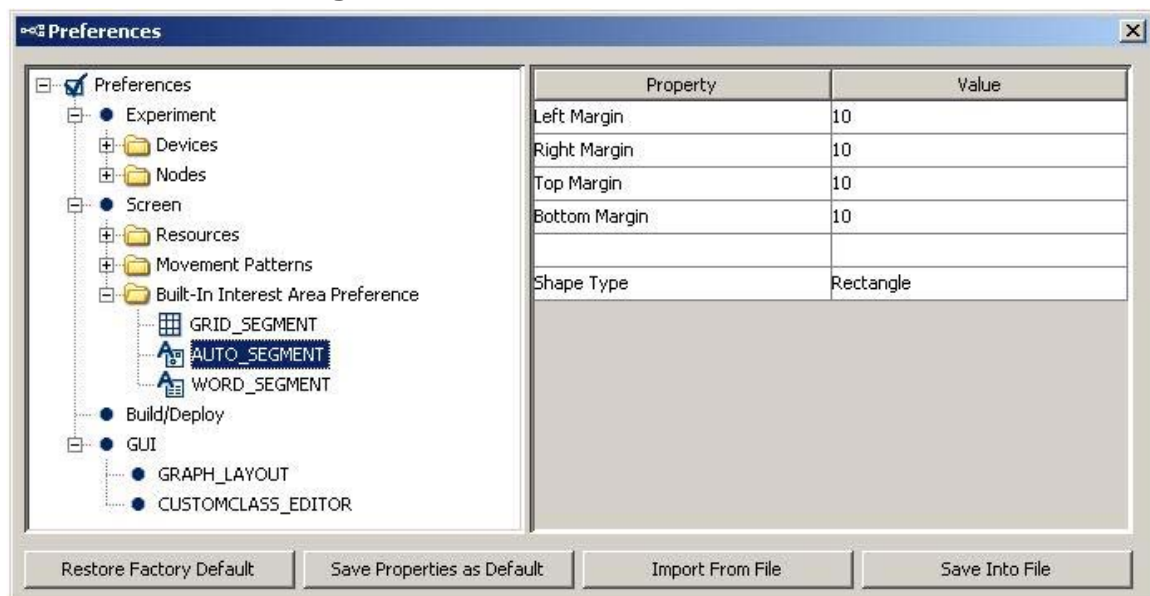 Preferences
Preferences
Experiment
Devices
Nodes
Screen
Resources
Movement Patterns
Built-In Interest Area Preference
GRID_SEGMENT
AUTO_SEGMENT
WORD_SEGMENT
Build/Deploy
GUI
GRAPH_LAYOUT
CUSTOMCLASS_EDITOR
Property Value
Left Margin 10
Right Margin 10
Top Margin 10
Bottom Margin 10
Shape Type Rectangle
Restore Factory Default Save Properties as Default Import From File Save Into File